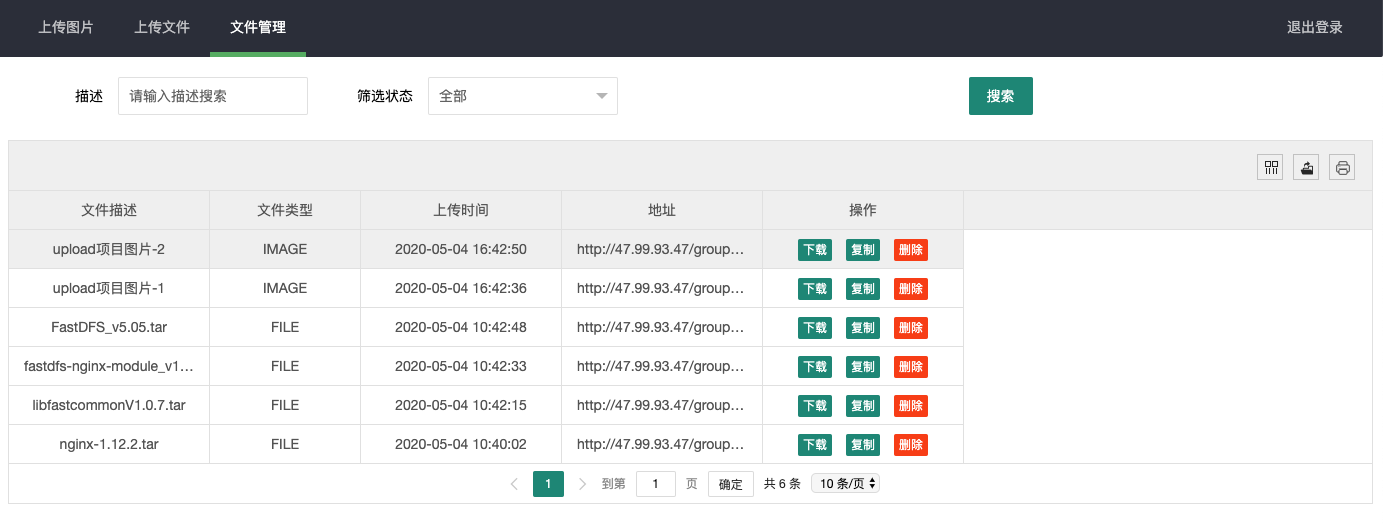 上传图片 上传文件 文件管理 退出登录
描述 请输入描述搜索 筛选状态 全部 搜索
文件描述 文件类型 上传时间 地址 操作
upload项目图片-2 IMAGE 2020-05-04 16:42:50 http://47.99.93.47/group… 下载 复制 删除
upload项目图片-1 IMAGE 2020-05-04 16:42:36 http://47.99.93.47/group… 下载 复制 删除
FastDFS_v5.05.tar FILE 2020-05-04 10:42:48 http://47.99.93.47/group… 下载 复制 删除
fastdfs-nginx-module_v1… FILE 2020-05-04 10:42:33 http://47.99.93.47/group… 下载 复制 删除
libfastcommonV1.0.7.tar FILE 2020-05-04 10:42:15 http://47.99.93.47/group… 下载 复制 删除
nginx-1.12.2.tar FILE 2020-05-04 10:40:02 http://47.99.93.47/group… 下载 复制 删除
1 到第 1 页 确定 共 6 条 10 条/页